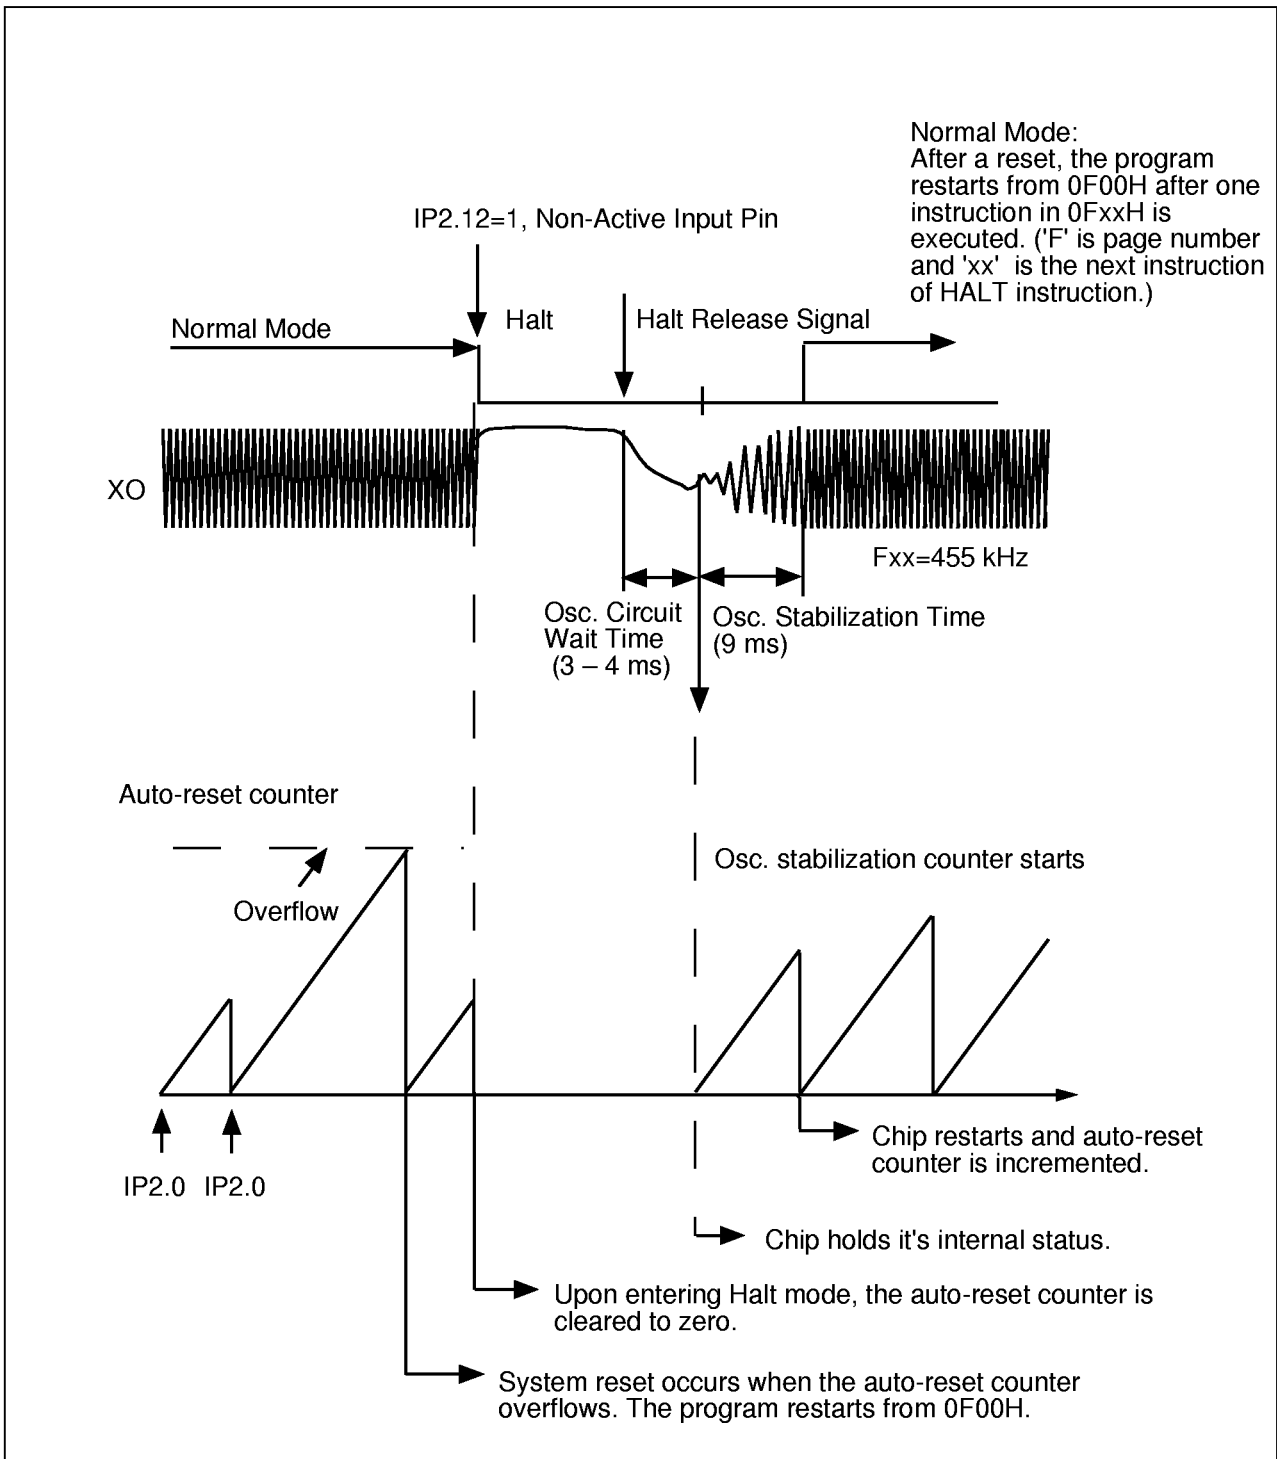 Normal Mode:
After a reset, the program
restarts from 0F00H after one
instruction in 0FxxH is
executed. ('F' is page number
and 'xx'  is the next instruction
of HALT instruction.)
IP2.12=1, Non-Active Input Pin
Normal Mode
Halt
Halt Release Signal
XO
Fxx=455 kHz
Osc. Circuit
Wait Time
(3 – 4 ms)
Osc. Stabilization Time
(9 ms)
Auto-reset counter
Overflow
Osc. stabilization counter starts
IP2.0
IP2.0
Chip restarts and auto-reset
counter is incremented.
Chip holds it's internal status.
Upon entering Halt mode, the auto-reset counter is
cleared to zero.
System reset occurs when the auto-reset counter
overflows. The program restarts from 0F00H.